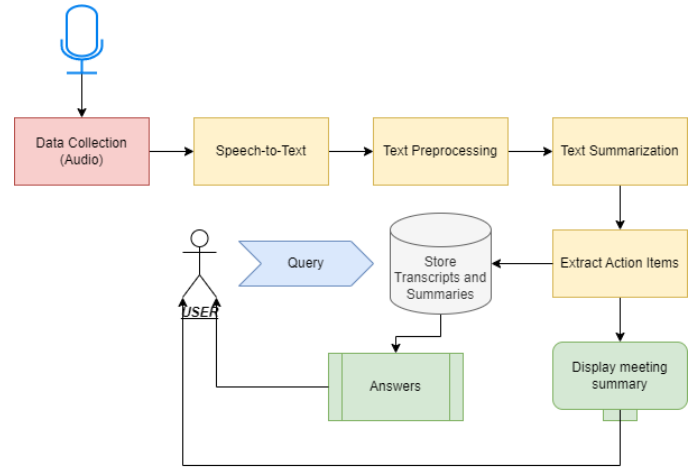 Data Collection
(Audio)
Speech-to-Text
Text Preprocessing
Text Summarization
Query
Store
Transcripts and
Summaries
Extract Action Items
USER
Answers
Display meeting
summary